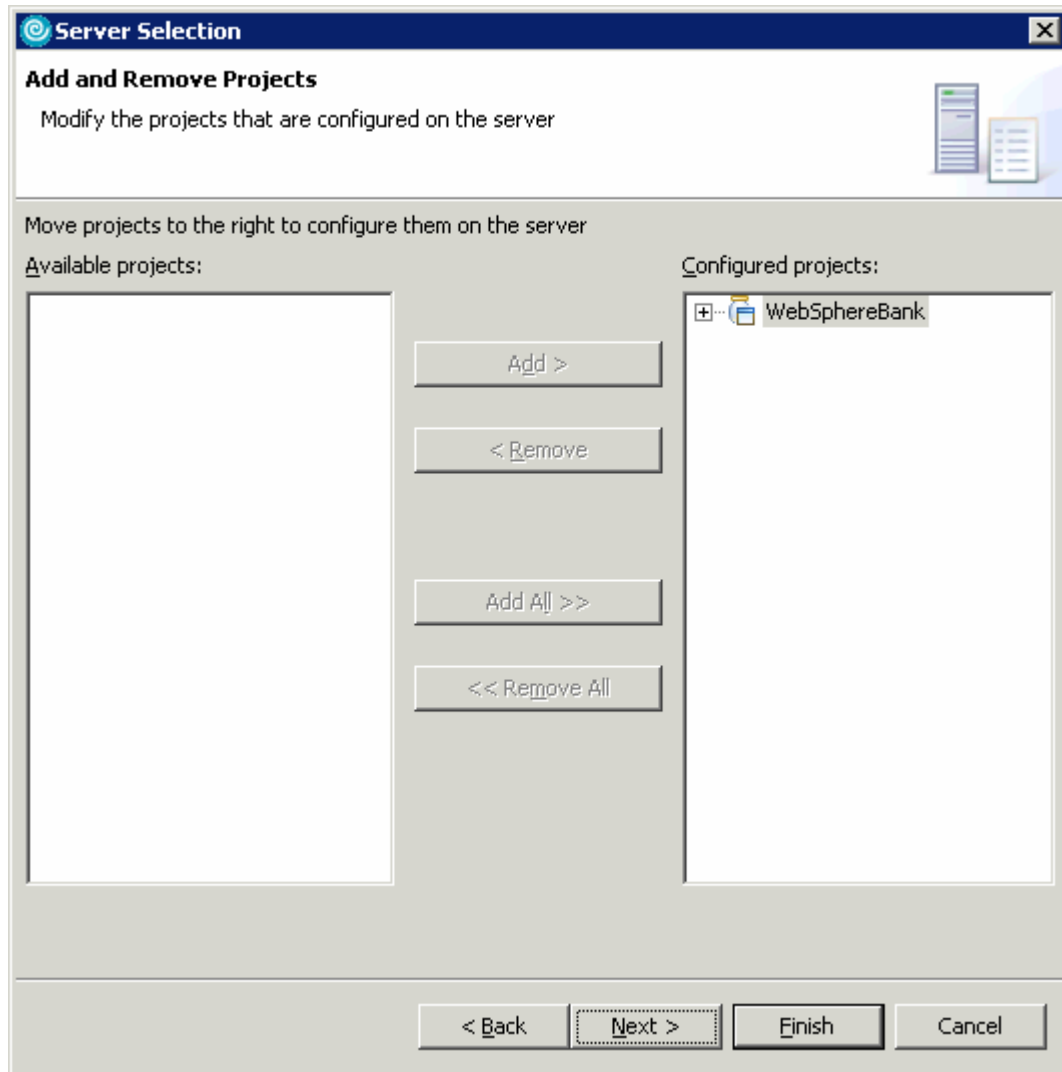 Server Selection
Add and Remove Projects
Modify the projects that are configured on the server
Move projects to the right to configure them on the server
Available projects:
Configured projects:
WebSphereBank
Add >
< Remove
Add All >>
<< Remove All
< Back
Next >
Finish
Cancel